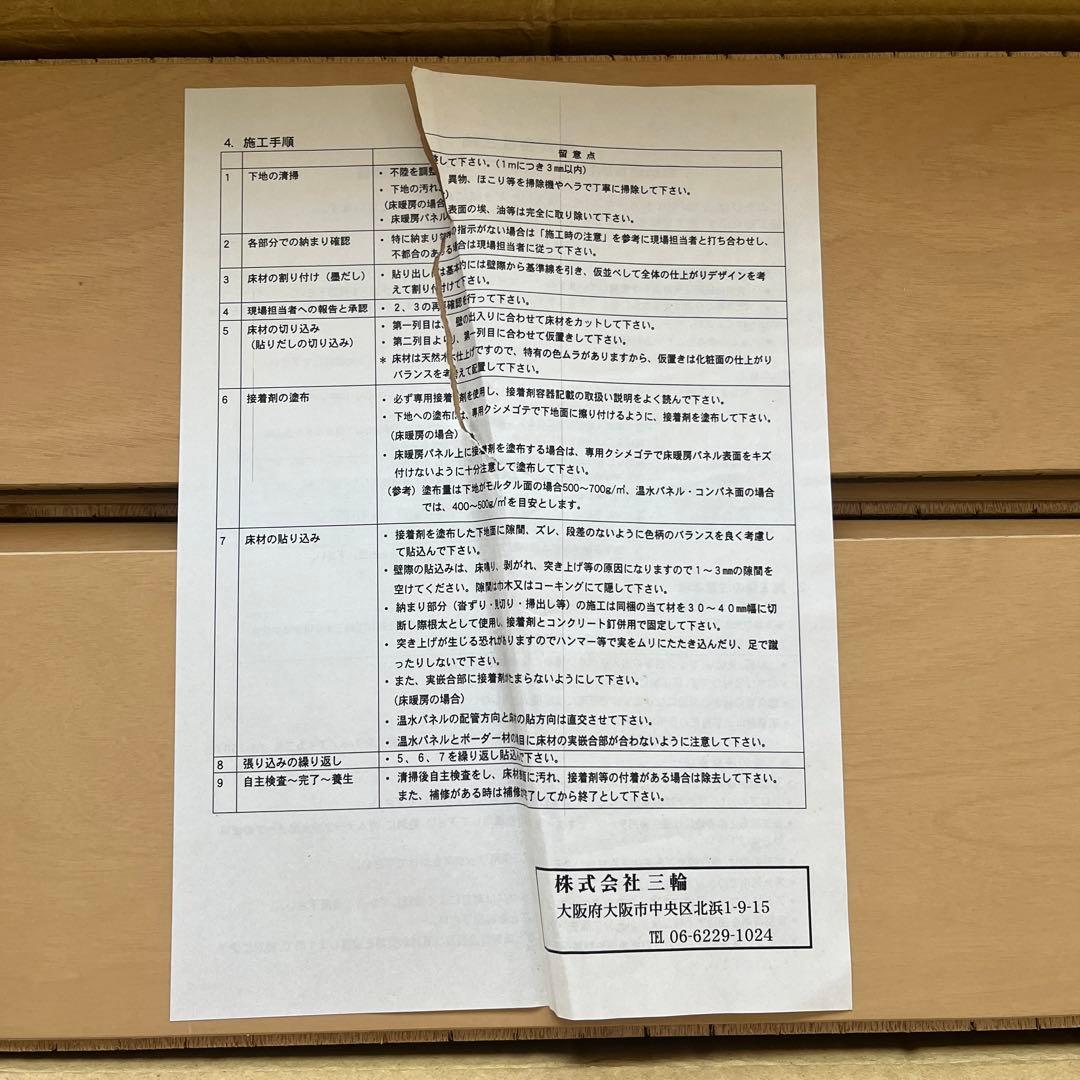 4. 施工手順
留意点
1 下地の清掃
・不陸を調整して下さい。(1mにつき3㎜以内)
・下地の汚れ、異物、ほこり等を掃除機やヘラで丁寧に掃除して下さい。
(床暖房の場合)
・床暖房パネル表面の埃、油等は完全に取り除いて下さい。
2 各部分での納まり確認
・特に納まり等の指示がない場合は「施工時の注意」を参考に現場担当者と打ち合わせし、
不都合のある場合は現場担当者に従って下さい。
3 床材の割り付け(墨だし)
・貼り出しは基本的には壁際から基準線を引き、仮並べして全体の仕上がりデザインを考
えて割り付けて下さい。
4 現場担当者への報告と承認
・2、3の再確認を行って下さい。
5 床材の切り込み
(貼りだしの切り込み)
・第一列目は、壁の出入りに合わせて床材をカットして下さい。
・第二列目より、第一列目に合わせて仮置きして下さい。
* 床材は天然木仕上げですので、特有の色ムラがありますから、仮置きは化粧面の仕上がり
バランスを考えて配置して下さい。
6 接着剤の塗布
・必ず専用接着剤を使用し、接着剤容器記載の取扱い説明をよく読んで下さい。
・下地への塗布は、専用クシメゴテで下地面に擦り付けるように、接着剤を塗布して下さい。
(床暖房の場合)
・床暖房パネル上に接着剤を塗布する場合は、専用クシメゴテで床暖房パネル表面をキズ
付けないように十分注意して塗布して下さい。
(参考)塗布量は下地がモルタル面の場合500~700g/㎡、温水パネル・コンパネ面の場合
では、400~500g/㎡を目安とします。
7 床材の貼り込み
・接着剤を塗布した下地面に隙間、ズレ、段差のないように色柄のバランスを良く考慮し
て貼込んで下さい。
・壁際の貼込みは、床鳴り、剥がれ、突き上げ等の原因になりますので1~3㎜の隙間を
空けてください。隙間は巾木又はコーキングにて隠して下さい。
・納まり部分(沓ずり・見切り・掃出し等)の施工は同梱の当て材を30~40㎜幅に切
断し際根太として使用し、接着剤とコンクリート釘併用で固定して下さい。
・突き上げが生じる恐れがありますのでハンマー等で実をムリにたたき込んだり、足で蹴
ったりしないで下さい。
・また、実嵌合部に接着剤がたまらないようにして下さい。
(床暖房の場合)
・温水パネルの配管方向と床材の貼方向は直交させて下さい。
・温水パネルとボーダー材の目に床材の実嵌合部が合わないように注意して下さい。
8 張り込みの繰り返し
・5、6、7を繰り返し貼込んで下さい。
9 自主検査~完了~養生
・清掃後自主検査をし、床材表面に汚れ、接着剤等の付着がある場合は除去して下さい。
また、補修がある時は補修が完了してから終了として下さい。
株式会社三輪
大阪府大阪市中央区北浜1-9-15
TEL 06-6229-1024